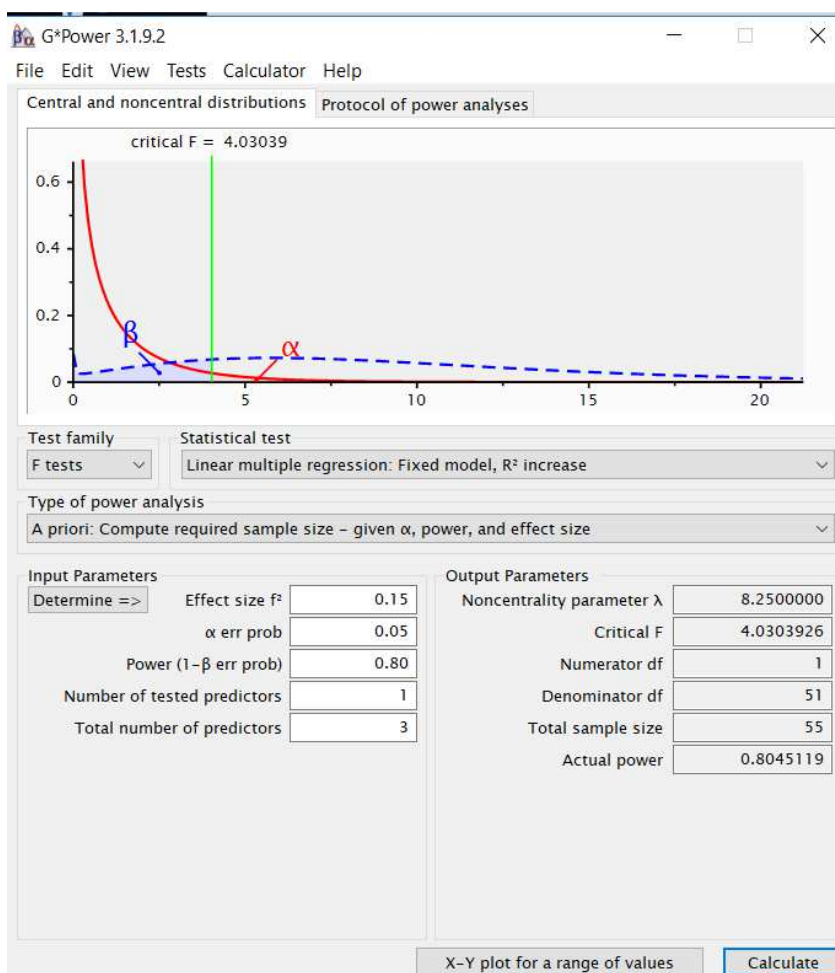 βα G*Power 3.1.9.2
File Edit View Tests Calculator Help
Central and noncentral distributions Protocol of power analyses
critical F = 4.03039
0.6
0.4
0.2
β
α
0
0 5 10 15 20
Test family Statistical test
F tests Linear multiple regression: Fixed model, R² increase
Type of power analysis
A priori: Compute required sample size - given α, power, and effect size
Input Parameters Output Parameters
Determine => Effect size f² 0.15 Noncentrality parameter λ 8.2500000
α err prob 0.05 Critical F 4.0303926
Power (1-β err prob) 0.80 Numerator df 1
Number of tested predictors 1 Denominator df 51
Total number of predictors 3 Total sample size 55
Actual power 0.8045119
X-Y plot for a range of values Calculate